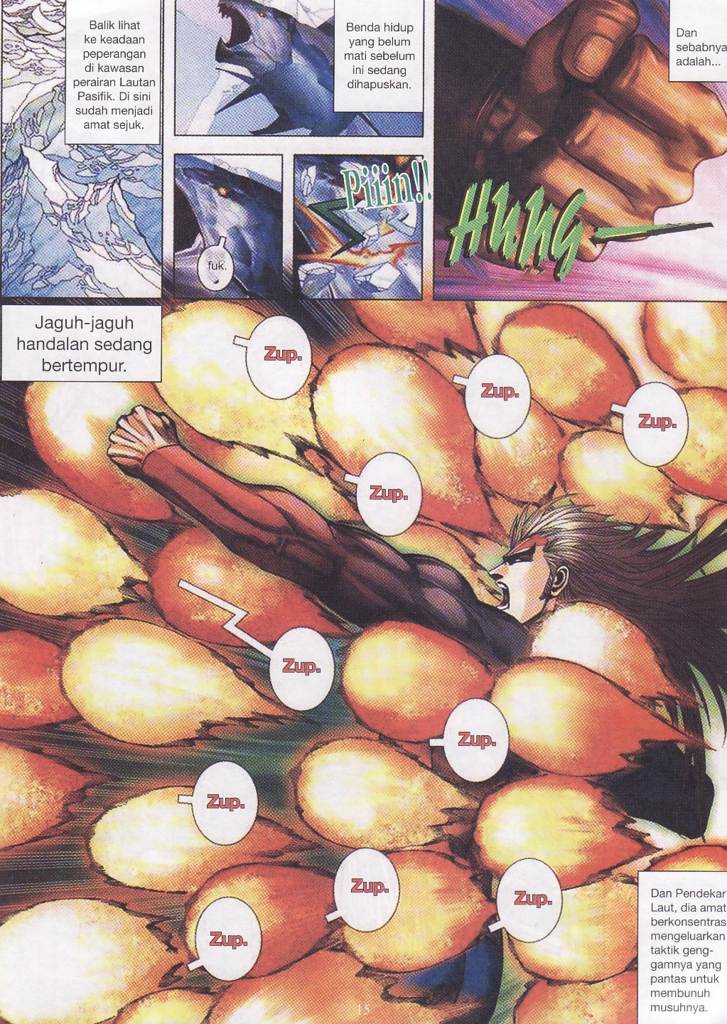 Balik lihat
ke keadaan
peperangan
di kawasan
perairan Lautan
Pasifik. Di sini
sudah menjadi
amat sejuk.
Benda hidup
yang belum
mati sebelum
ini sedang
dihapuskan.
Dan
sebabnya
adalah...
fuk.
Piiin!!
HUNG
Jaguh-jaguh
handalan sedang
bertempur.
Zup.
Zup.
Zup.
Zup.
Zup.
Zup.
Zup.
Zup.
Zup.
Zup.
Dan Pendekar
Laut, dia amat
berkonsentras
mengeluarkan
taktik geng-
gamnya yang
pantas untuk
membunuh
musuhnya.
15